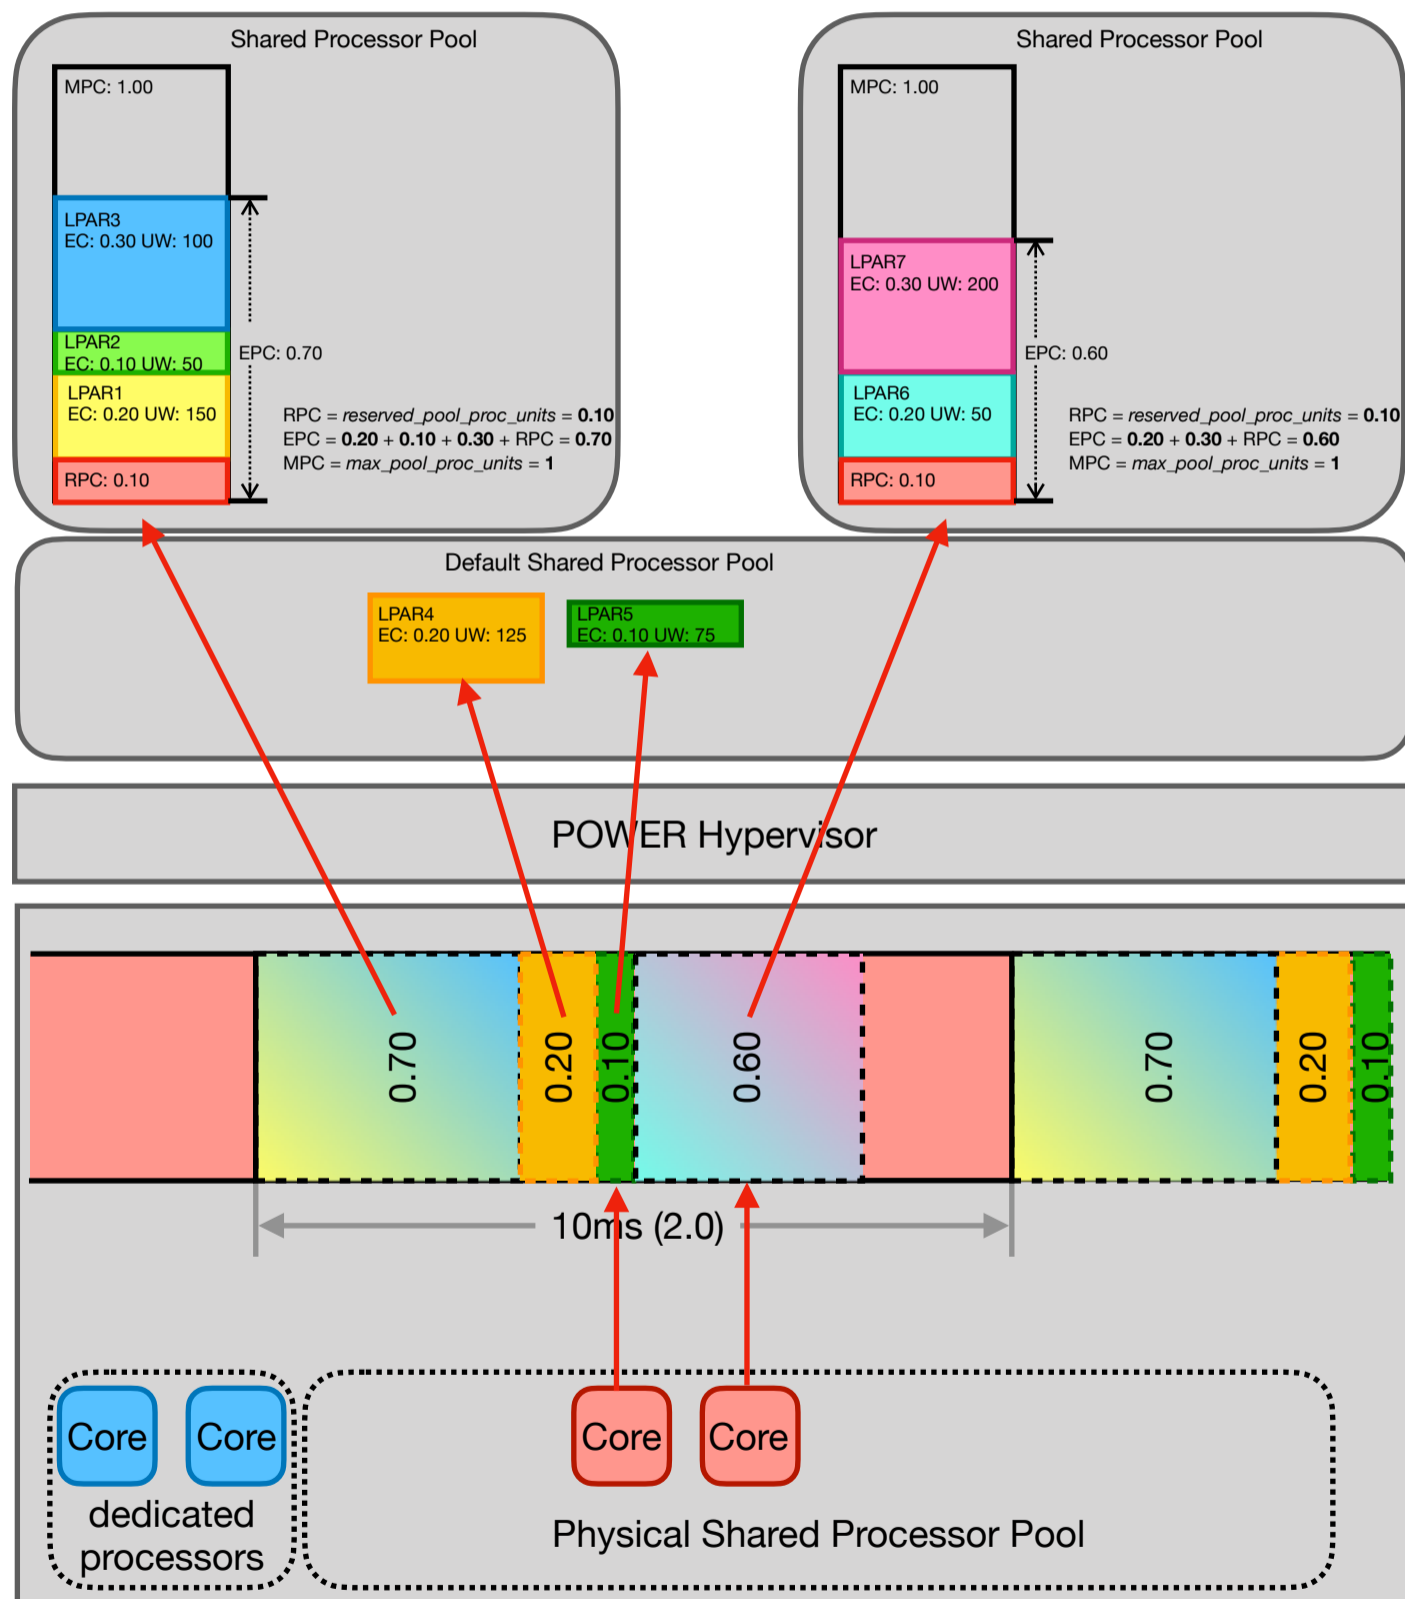 Shared Processor Pool
MPC: 1.00
LPAR3
EC: 0.30 UW: 100
LPAR2
EC: 0.10 UW: 50
LPAR1
EC: 0.20 UW: 150
RPC: 0.10
EPC: 0.70
RPC = reserved_pool_proc_units = 0.10
EPC = 0.20 + 0.10 + 0.30 + RPC = 0.70
MPC = max_pool_proc_units = 1
Shared Processor Pool
MPC: 1.00
LPAR7
EC: 0.30 UW: 200
LPAR6
EC: 0.20 UW: 50
RPC: 0.10
EPC: 0.60
RPC = reserved_pool_proc_units = 0.10
EPC = 0.20 + 0.30 + RPC = 0.60
MPC = max_pool_proc_units = 1
Default Shared Processor Pool
LPAR4
EC: 0.20 UW: 125
LPAR5
EC: 0.10 UW: 75
POWER Hypervisor
0.70
0.20
0.10
0.60
0.70
0.20
0.10
10ms (2.0)
Core
Core
dedicated
processors
Core
Core
Physical Shared Processor Pool